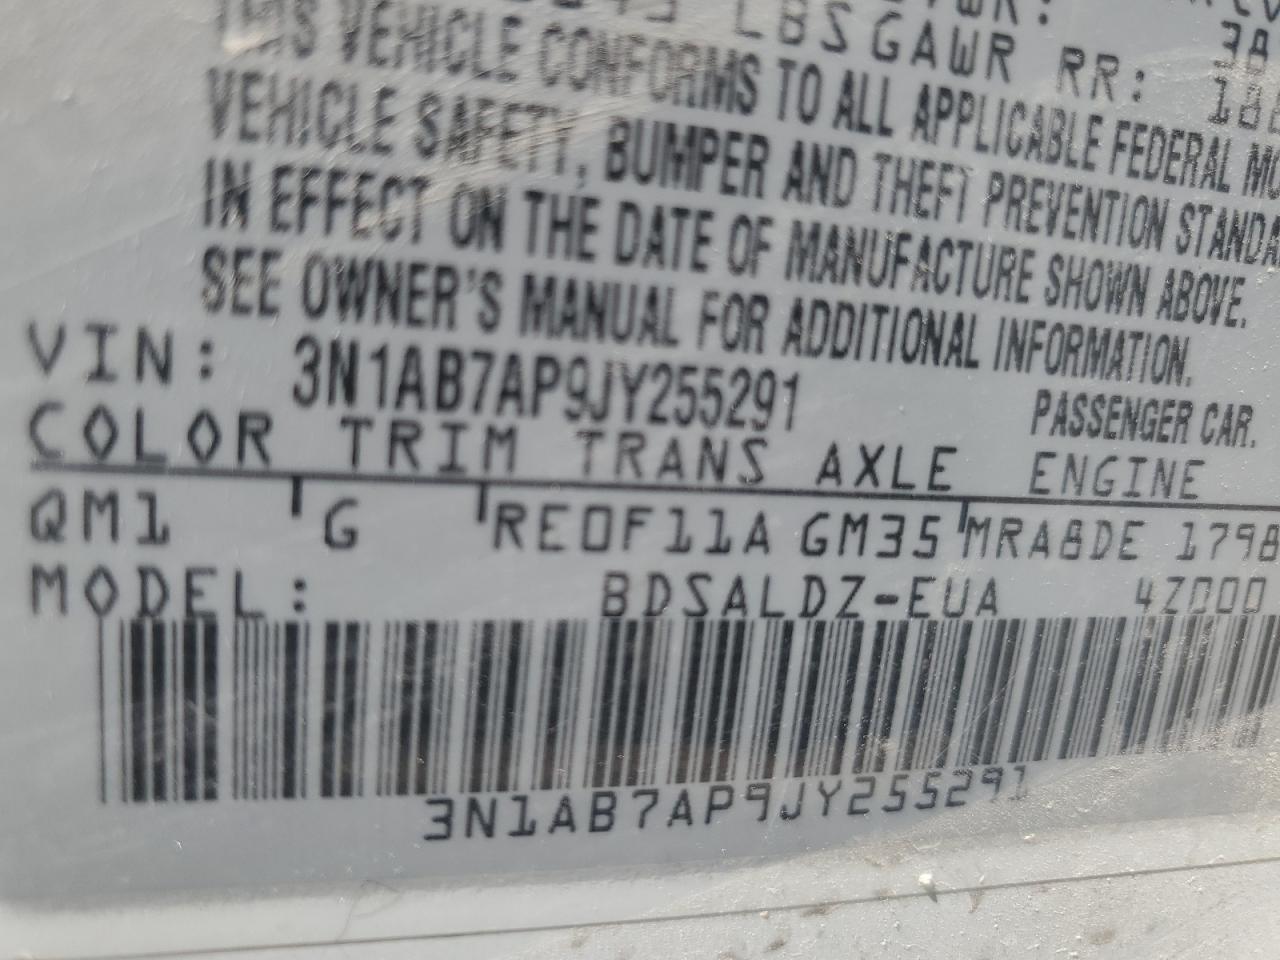 LBS GAWR RR:
THIS VEHICLE CONFORMS TO ALL APPLICABLE FEDERAL
VEHICLE SAFETY, BUMPER AND THEFT PREVENTION
IN EFFECT ON THE DATE OF MANUFACTURE SHOWN ABOVE.
SEE OWNER'S MANUAL FOR ADDITIONAL INFORMATION.
VIN: 3N1AB7AP9JY255291 PASSENGER CAR.
COLOR TRIM TRANS AXLE ENGINE
QM1 G RE0F11A GM35 MRA8DE 1798
MODEL: BDSALDZ-EUA 4Z000
3N1AB7AP9JY255291